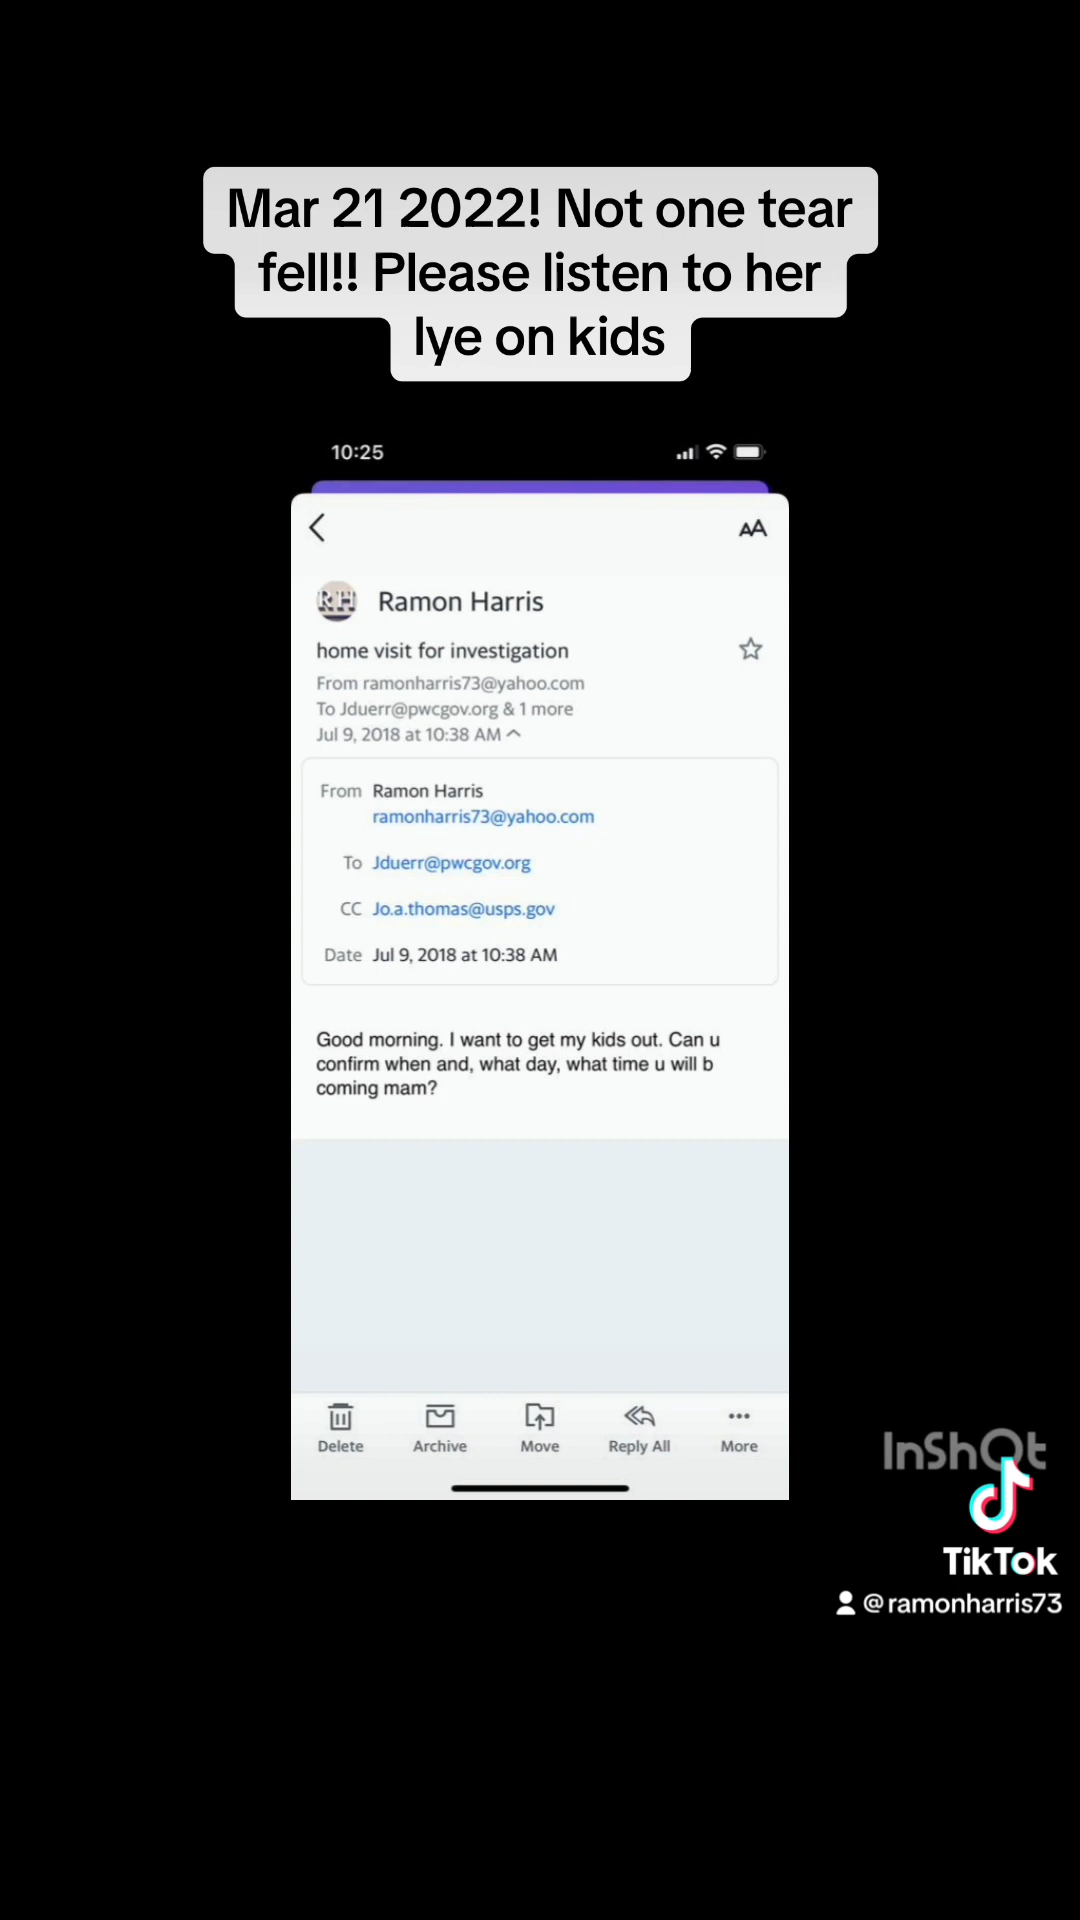 Mar 21 2022! Not one tear
fell!! Please listen to her
lye on kids
10:25
AA
RH
Ramon Harris
home visit for investigation
From ramonharris73@yahoo.com
To Jduerr@pwcgov.org & 1 more
Jul 9, 2018 at 10:38 AM
From Ramon Harris
ramonharris73@yahoo.com
To Jduerr@pwcgov.org
CC Jo.a.thomas@usps.gov
Date Jul 9, 2018 at 10:38 AM
Good morning. I want to get my kids out. Can u
confirm when and, what day, what time u will b
coming mam?
Delete Archive Move Reply All More
InShOt
TikTok
@ramonharris73